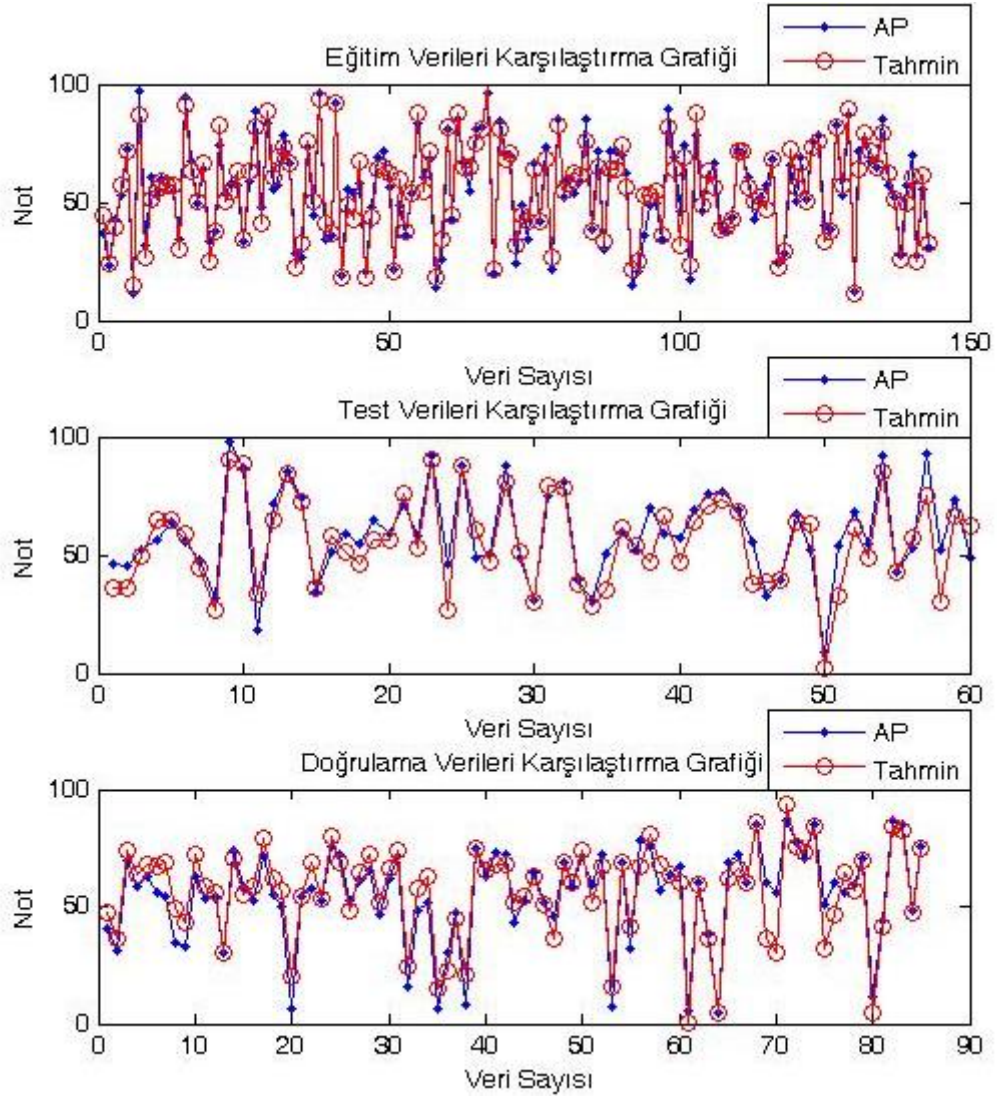 AP
Tahmin
Eğitim Verileri Karşılaştırma Grafiği
100
50
0
Not
0 50 100 150
Veri Sayısı
AP
Tahmin
Test Verileri Karşılaştırma Grafiği
100
50
0
Not
0 10 20 30 40 50 60
Veri Sayısı
AP
Tahmin
Doğrulama Verileri Karşılaştırma Grafiği
100
50
0
Not
0 10 20 30 40 50 60 70 80 90
Veri Sayısı